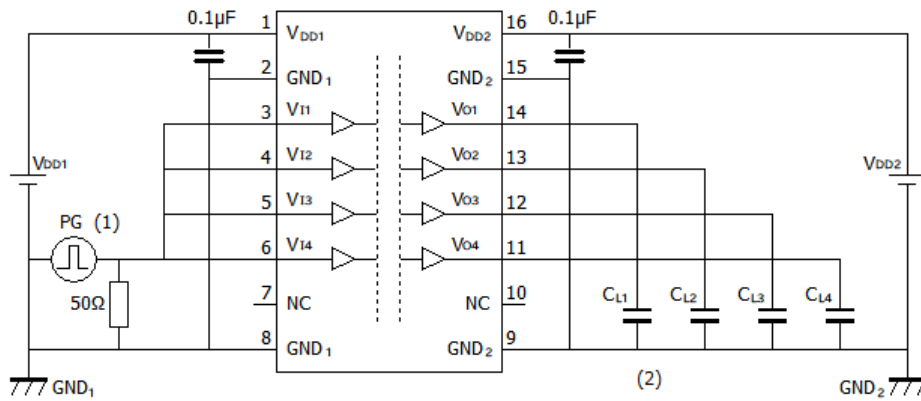 0.1µF 1 16 0.1µF
VDD1 VDD2
2 15
GND1 GND2
3 VI1 VO1 14
4 VI2 VO2 13
VDD1 VDD2
5 VI3 VO3 12
PG (1)
6 VI4 VO4 11
7 NC NC 10
50Ω CL1 CL2 CL3 CL4
8 GND1 GND2 9
GND1 (2) GND2